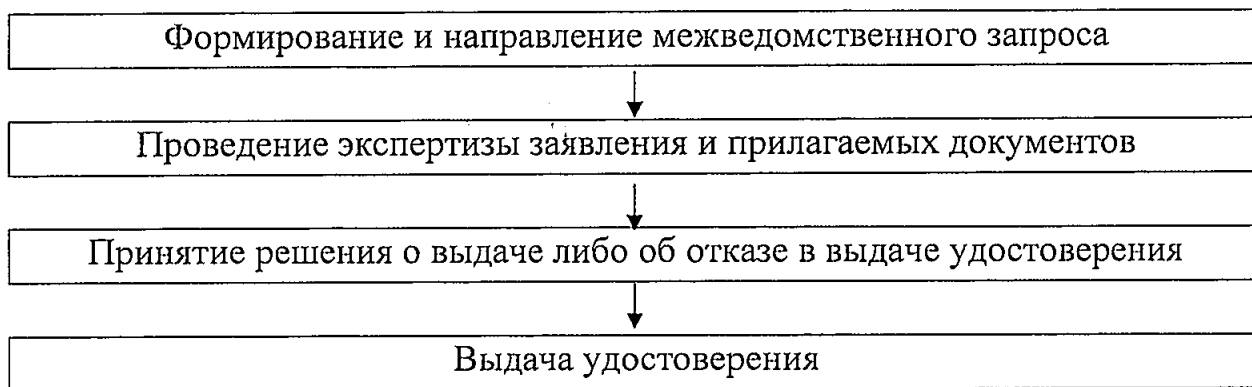 Формирование и направление межведомственного запроса
Проведение экспертизы заявления и прилагаемых документов
Принятие решения о выдаче либо об отказе в выдаче удостоверения
Выдача удостоверения